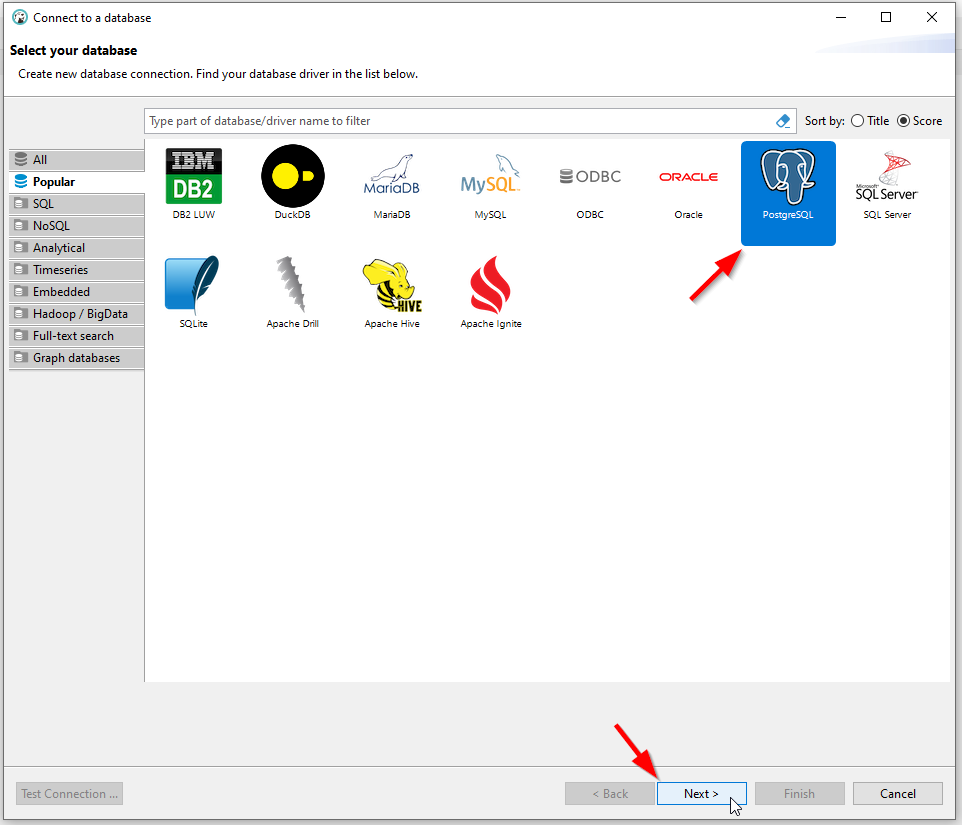 Connect to a database
Select your database
Create new database connection. Find your database driver in the list below.
Type part of database/driver name to filter
Sort by: Title Score
All
Popular
SQL
NoSQL
Analytical
Timeseries
Embedded
Hadoop / BigData
Full-text search
Graph databases
IBM
DB2
DB2 LUW
DuckDB
MariaDB
MariaDB
MySQL
MySQL
ODBC
ODBC
ORACLE
Oracle
PostgreSQL
Microsoft
SQL Server
SQL Server
SQLite
Apache Drill
HIVE
Apache Hive
Apache Ignite
Test Connection ...
< Back
Next >
Finish
Cancel